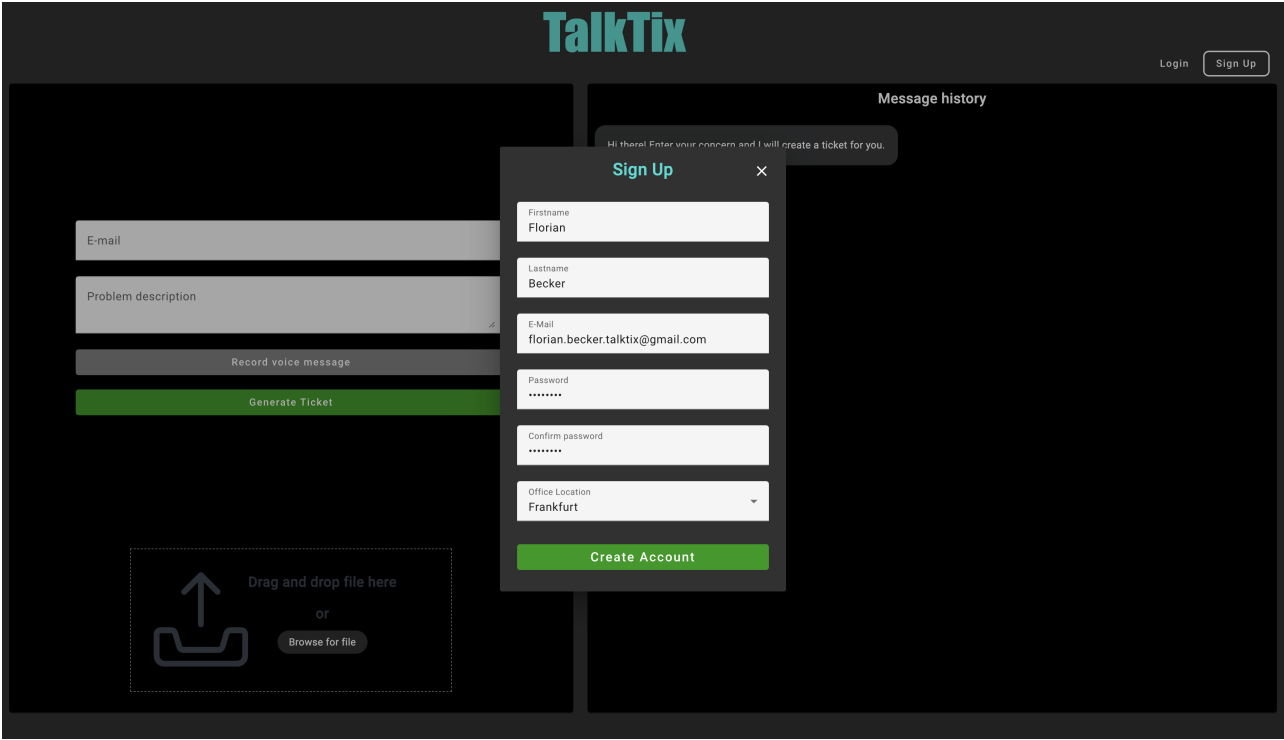 TalkTix
Login
Sign Up
E-mail
Problem description
Record voice message
Generate Ticket
Drag and drop file here
or
Browse for file
Message history
Hi there! Enter your concern and I will create a ticket for you.
Sign Up
Firstname
Florian
Lastname
Becker
E-Mail
florian.becker.talktix@gmail.com
Password
••••••••
Confirm password
••••••••
Office Location
Frankfurt
Create Account